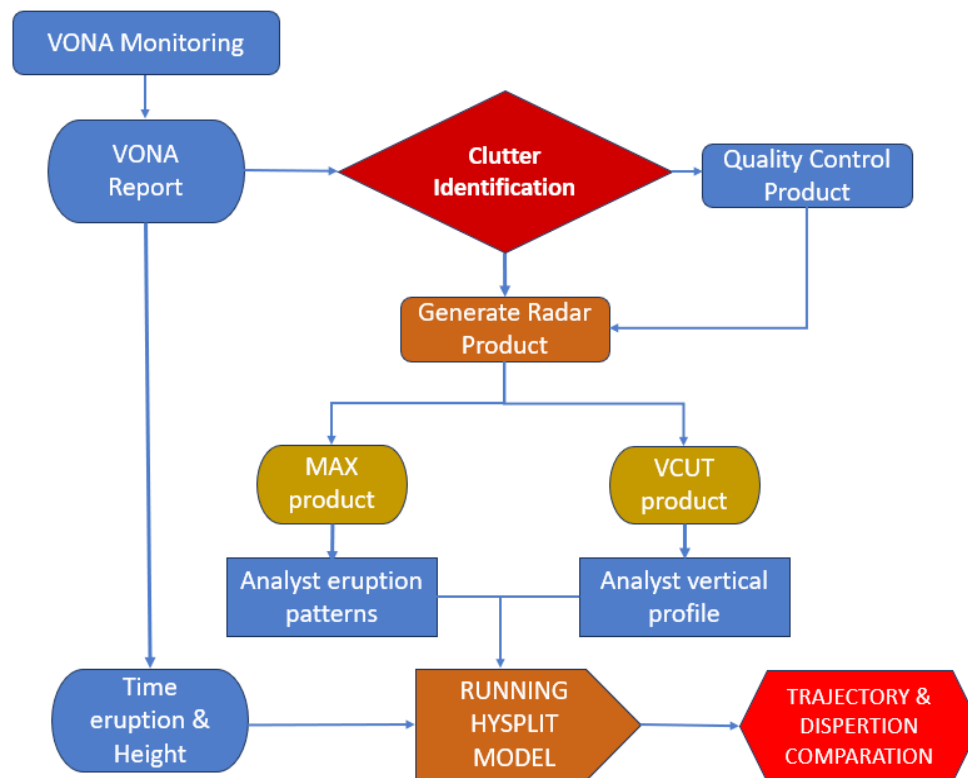 VONA Monitoring
VONA
Report
Clutter
Identification
Quality Control
Product
Generate Radar
Product
MAX
product
VCUT
product
Analyst eruption
patterns
Analyst vertical
profile
Time
eruption &
Height
RUNNING
HYSPLIT
MODEL
TRAJECTORY &
DISPERTION
COMPARATION